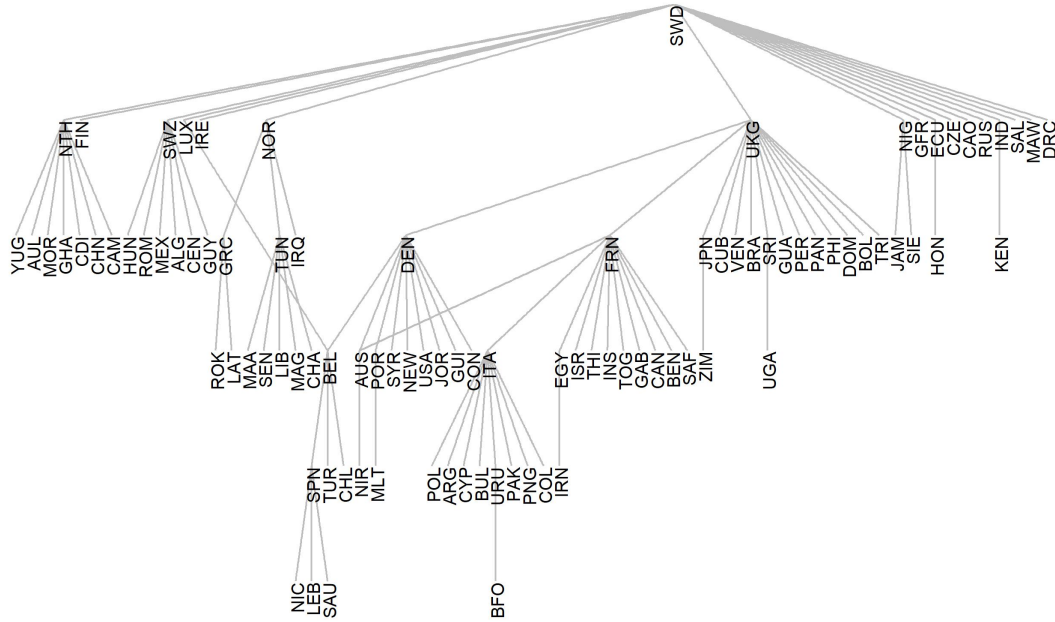 SWD
NTH
FIN
SWZ
LUX
IRE
NOR
UKG
NIG
GFR
ECU
CZE
CAO
RUS
IND
SAL
MAW
DRC
YUG
AUL
MOR
GHA
CDI
CHN
CAM
HUN
ROM
MEX
ALG
CEN
GUY
GRC
TUN
IRQ
DEN
FRN
JPN
CUB
VEN
BRA
SRI
GUA
PER
PAN
PHI
DOM
BOL
TRI
JAM
SIE
HON
KEN
ROK
LAT
MAA
SEN
LIB
MAG
CHA
BEL
AUS
POR
SYR
NEW
USA
JOR
GUI
CON
ITA
EGY
ISR
THI
INS
TOG
GAB
CAN
BEN
SAF
ZIM
UGA
SPN
TUR
CHL
NIR
MLT
POL
ARG
CYP
BUL
URU
PAK
PNG
COL
IRN
NIC
LEB
SAU
BFO